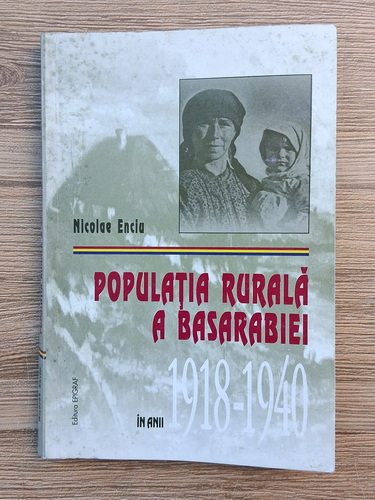 Nicolae Enciu
POPULAȚIA RURALĂ
A BASARABIEI
ÎN ANII 1918-1940
Editura EPIGRAF